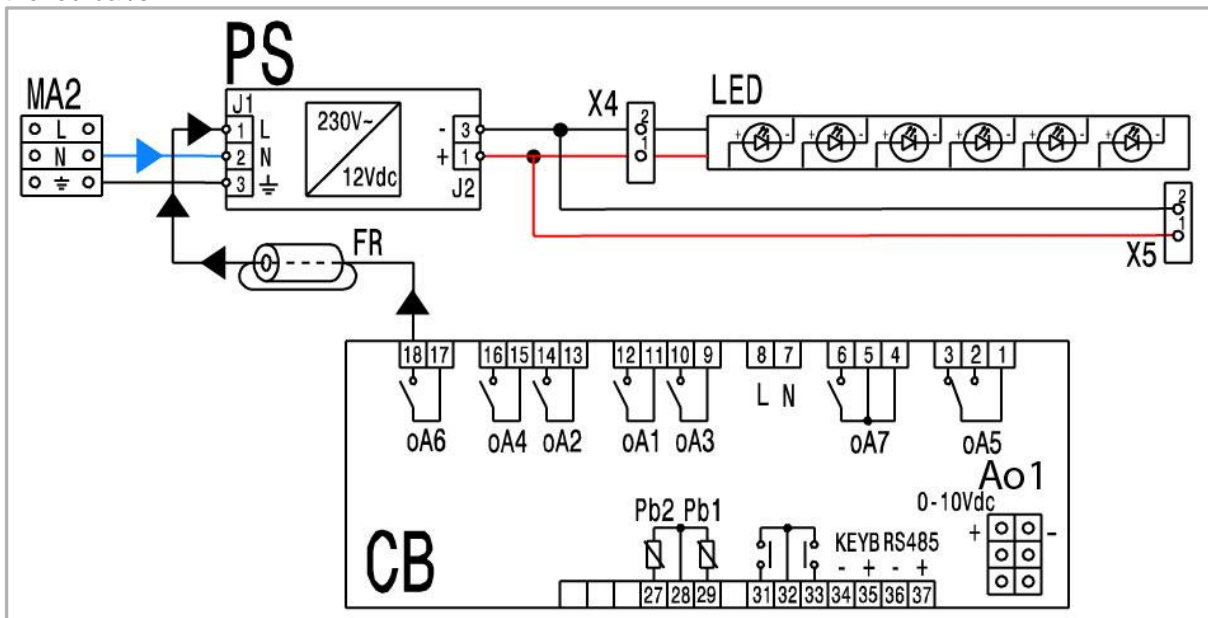 PS
MA2
L
N
J1
1 L
2 N
3
230V~
12Vdc
- 3
+ 1
J2
X4
2
1
LED
+ - + - + - + - + - + -
2
1
X5
FR
18 17 16 15 14 13 12 11 10 9 8 7 6 5 4 3 2 1
L N
oA6 oA4 oA2 oA1 oA3 oA7 oA5
Ao1
0-10Vdc
+ -
Pb2 Pb1
KEYB RS485
- + - +
CB
27 28 29 31 32 33 34 35 36 37